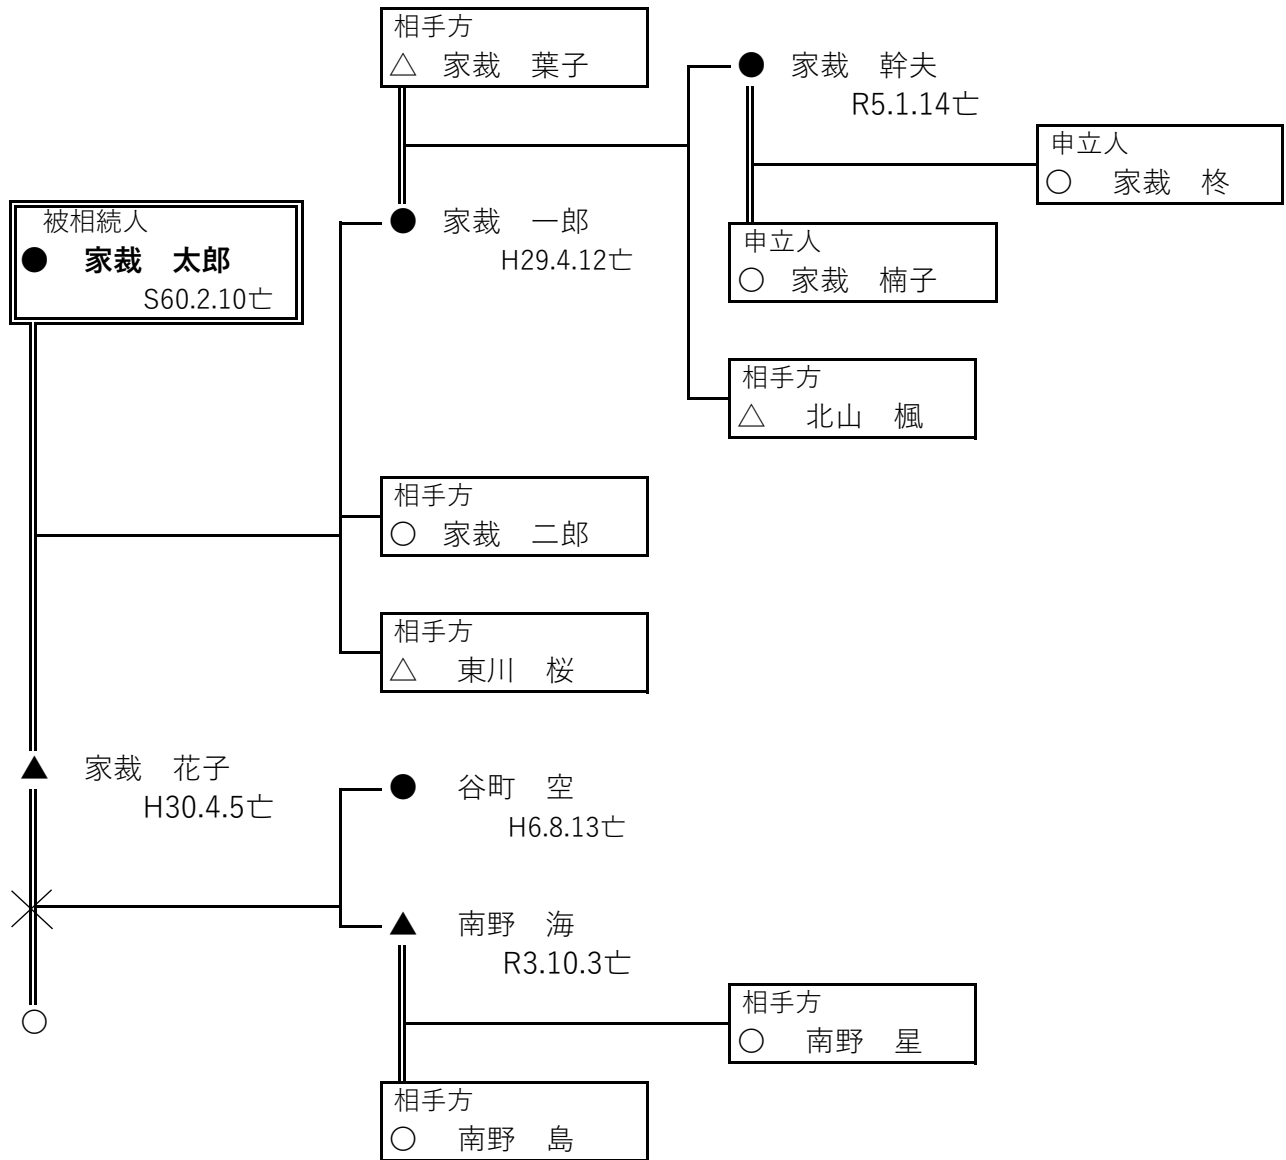 相手方
△ 家裁 葉子
● 家裁 幹夫
R5.1.14亡
申立人
○ 家裁 柊
被相続人
● 家裁 太郎
S60.2.10亡
● 家裁 一郎
H29.4.12亡
申立人
○ 家裁 楠子
相手方
△ 北山 楓
相手方
○ 家裁 二郎
相手方
△ 東川 桜
▲ 家裁 花子
H30.4.5亡
● 谷町 空
H6.8.13亡
▲ 南野 海
R3.10.3亡
相手方
○ 南野 星
○
相手方
○ 南野 島